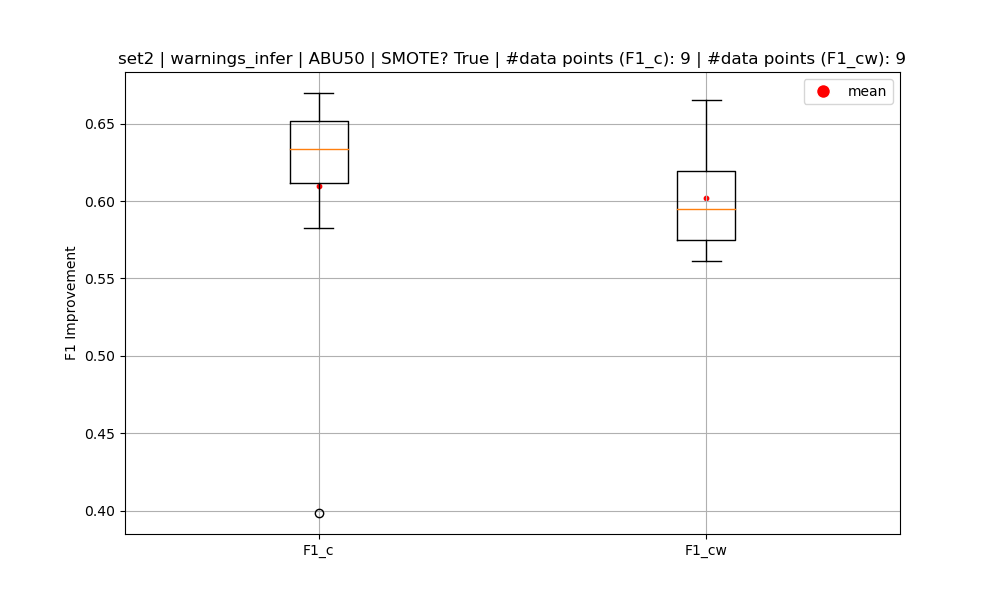 set2 | warnings_infer | ABU50 | SMOTE? True | #data points (F1_c): 9 | #data points (F1_cw): 9
mean
0.65
0.60
0.55
0.50
0.45
0.40
F1 Improvement
F1_c
F1_cw